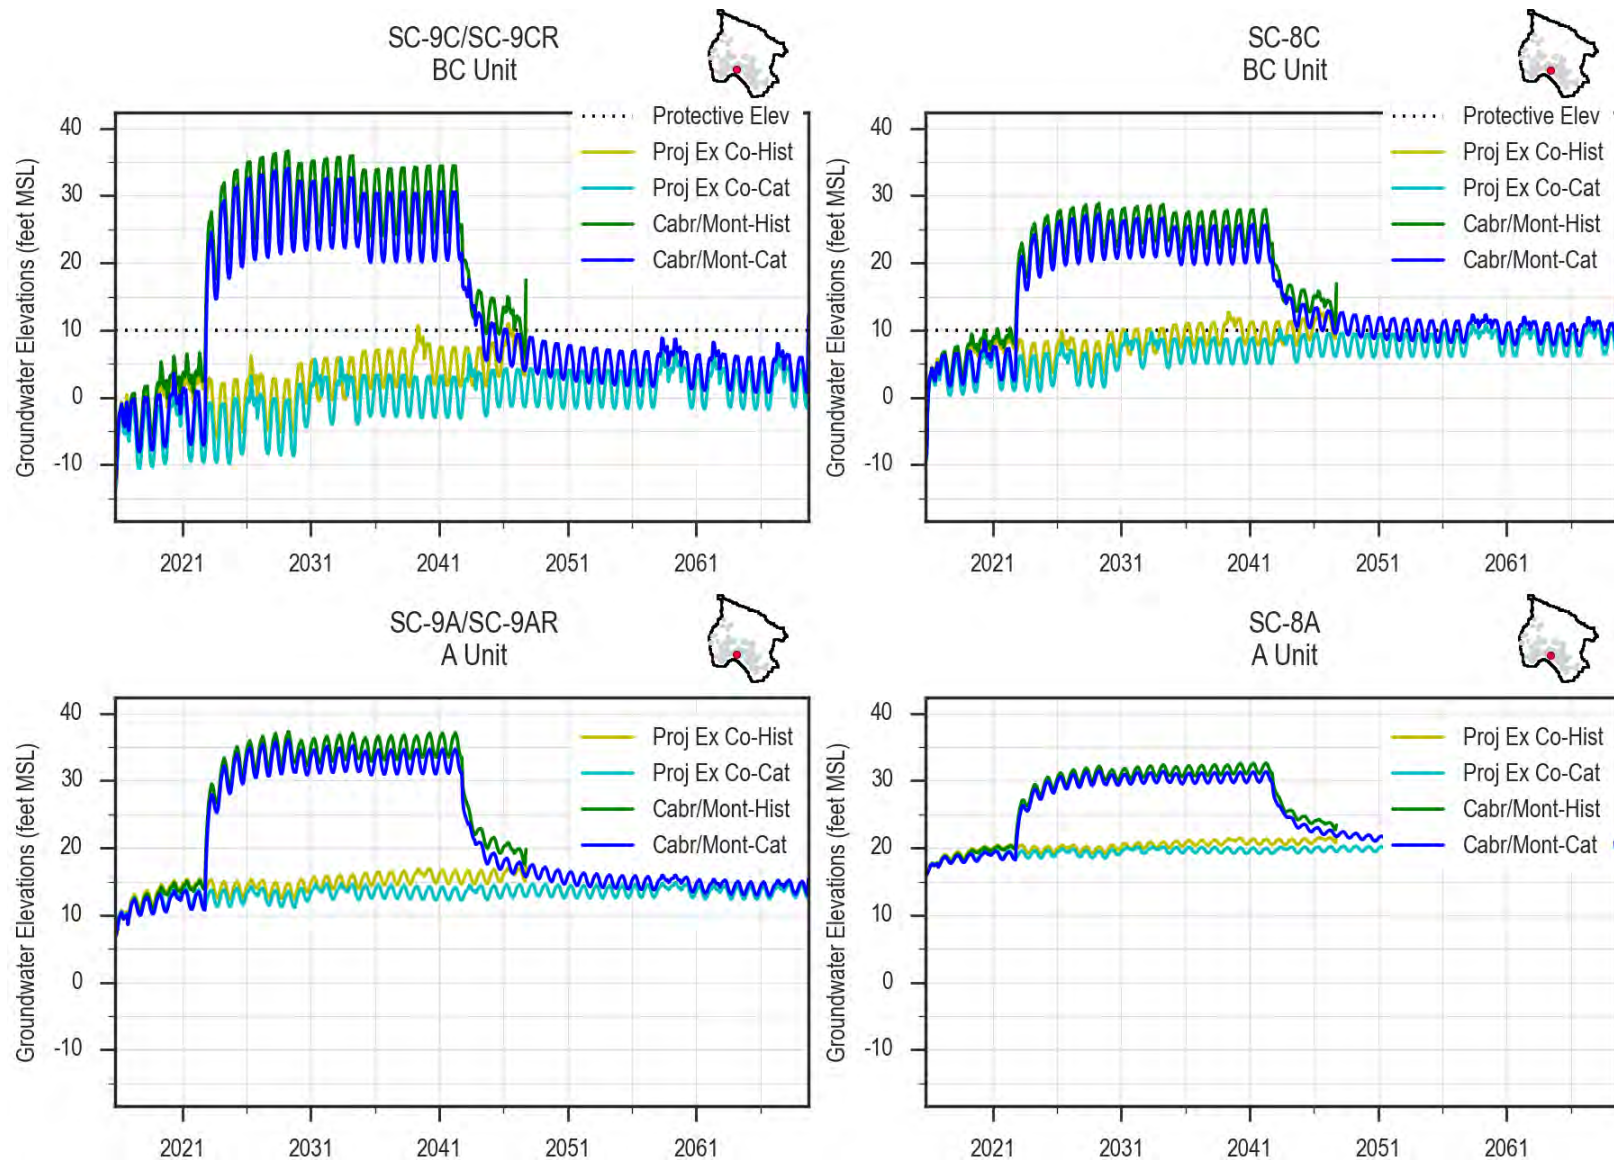 SC-9C/SC-9CR
BC Unit
Groundwater Elevations (feet MSL)
40
30
20
10
0
-10
Protective Elev
Proj Ex Co-Hist
Proj Ex Co-Cat
Cabr/Mont-Hist
Cabr/Mont-Cat
2021
2031
2041
2051
2061
SC-8C
BC Unit
Groundwater Elevations (feet MSL)
40
30
20
10
0
-10
Protective Elev
Proj Ex Co-Hist
Proj Ex Co-Cat
Cabr/Mont-Hist
Cabr/Mont-Cat
2021
2031
2041
2051
2061
SC-9A/SC-9AR
A Unit
Groundwater Elevations (feet MSL)
40
30
20
10
0
-10
Proj Ex Co-Hist
Proj Ex Co-Cat
Cabr/Mont-Hist
Cabr/Mont-Cat
2021
2031
2041
2051
2061
SC-8A
A Unit
Groundwater Elevations (feet MSL)
40
30
20
10
0
-10
Proj Ex Co-Hist
Proj Ex Co-Cat
Cabr/Mont-Hist
Cabr/Mont-Cat
2021
2031
2041
2051
2061